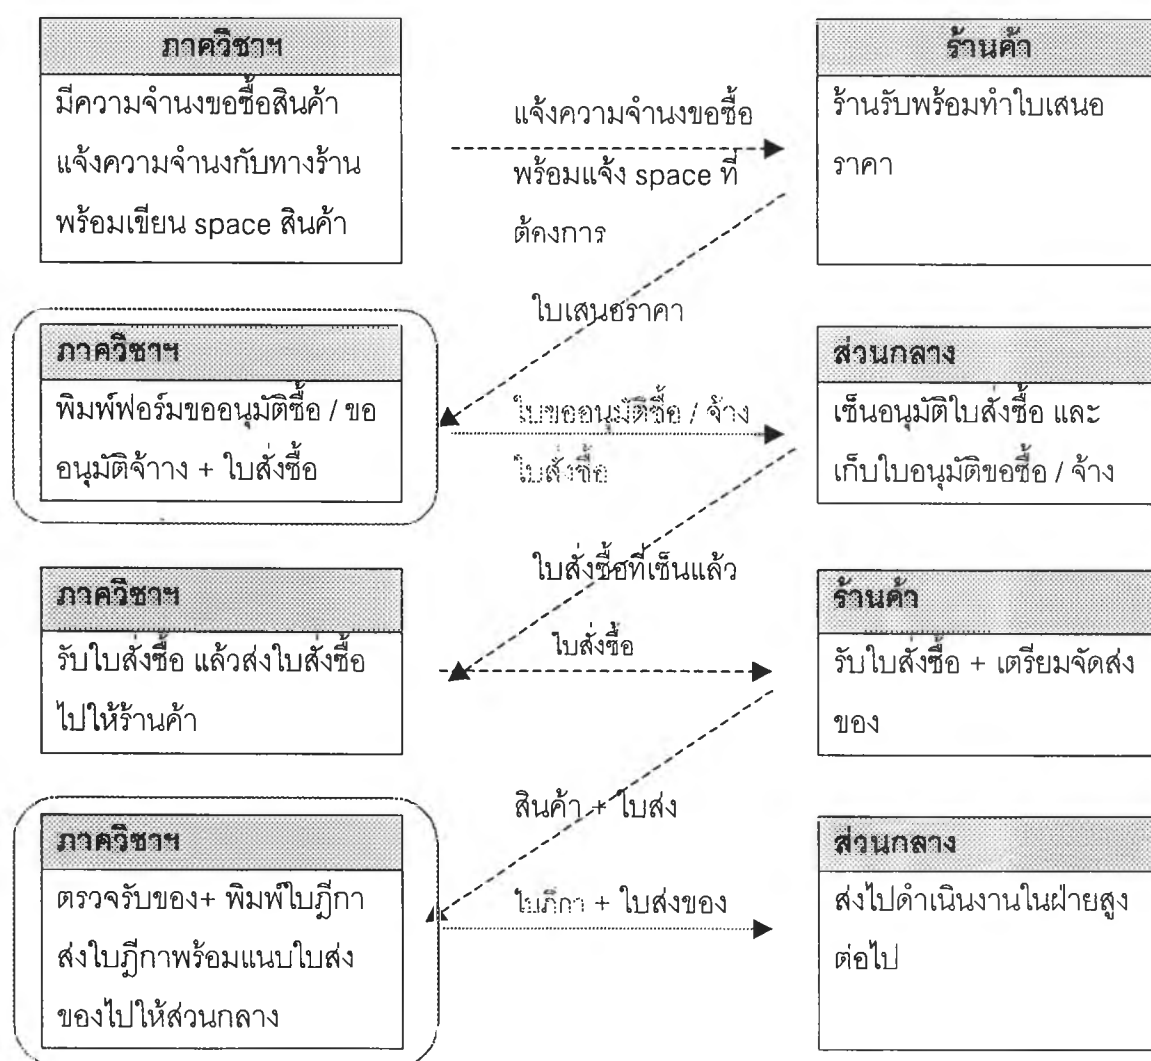 ภาควิชาฯ
มีความจำนงขอซื้อสินค้า
แจ้งความจำนงกับทางร้าน
พร้อมเขียน space สินค้า
แจ้งความจำนงขอซื้อ
พร้อมแจ้ง space ที่
ต้องการ
ร้านค้า
ร้านรับพร้อมทำใบเสนอ
ราคา
ใบเสนอราคา
ภาควิชาฯ
พิมพ์ฟอร์มขออนุมัติซื้อ / ขอ
อนุมัติจ้าาง + ใบสั่งซื้อ
ใบขออนุมัติซื้อ / จ้าง
ใบสั่งซื้อ
ส่วนกลาง
เซ็นอนุมัติใบสั่งซื้อ และ
เก็บใบอนุมัติขอซื้อ / จ้าง
ใบสั่งซื้อที่เซ็นแล้ว
ภาควิชาฯ
รับใบสั่งซื้อ แล้วส่งใบสั่งซื้อ
ไปให้ร้านค้า
ใบสั่งซื้อ
ร้านค้า
รับใบสั่งซื้อ + เตรียมจัดส่ง
ของ
สินค้า + ใบส่ง
ภาควิชาฯ
ตรวจรับของ+ พิมพ์ใบฎีกา
ส่งใบฎีกาพร้อมแนบใบส่ง
ของไปให้ส่วนกลาง
ใบฎีกา + ใบส่งของ
ส่วนกลาง
ส่งไปดำเนินงานในฝ่ายสูง
ต่อไป